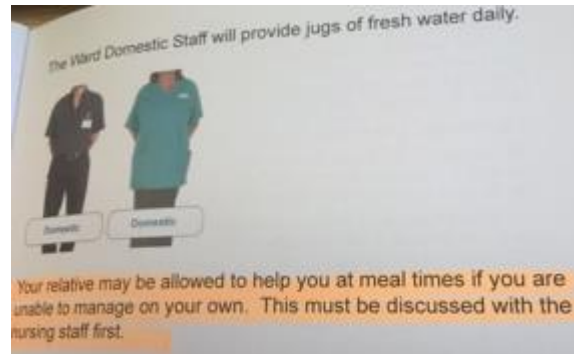 The Ward Domestic Staff will provide jugs of fresh water daily.
Domestic Domestic
Your relative may be allowed to help you at meal times if you are
unable to manage on your own. This must be discussed with the
nursing staff first.